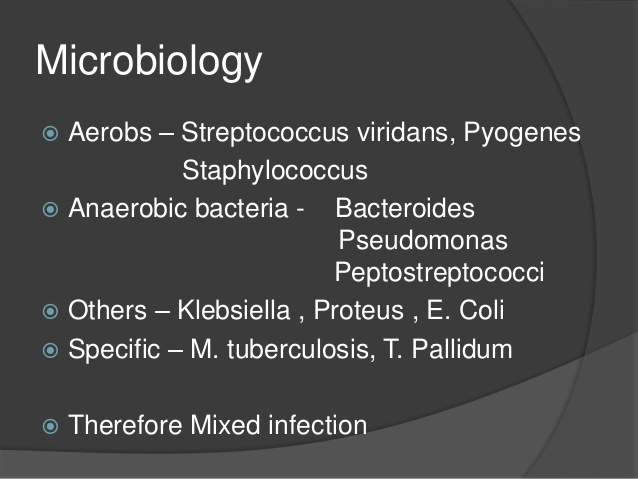 Microbiology
Aerobs – Streptococcus viridans, Pyogenes
Staphylococcus
Anaerobic bacteria - Bacteroides
Pseudomonas
Peptostreptococci
Others – Klebsiella , Proteus , E. Coli
Specific – M. tuberculosis, T. Pallidum
Therefore Mixed infection